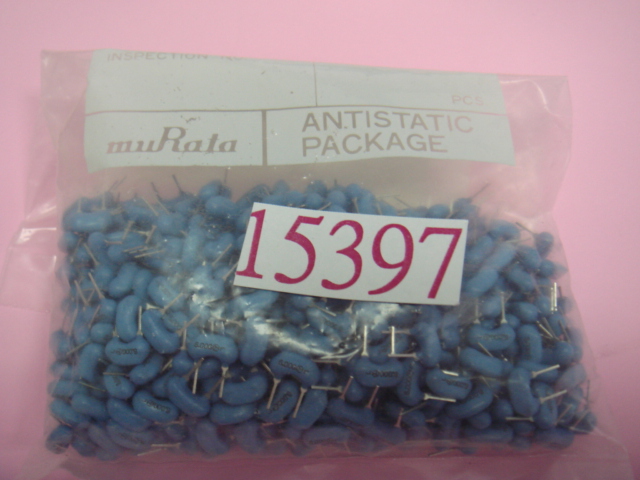 INSPECTION
PCS
muRata
ANTISTATIC
PACKAGE
15397